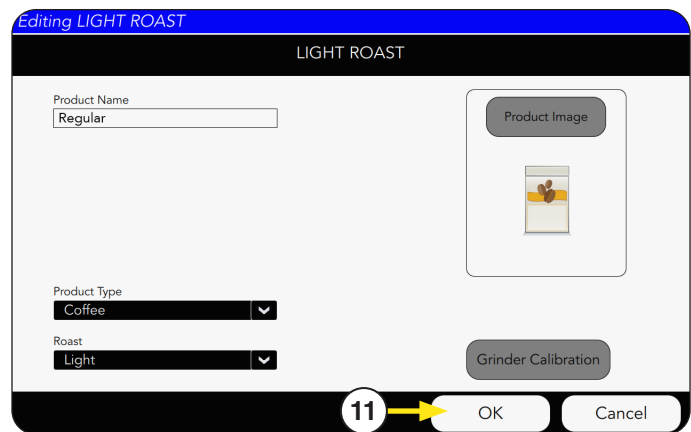 Editing LIGHT ROAST
LIGHT ROAST
Product Name
Regular
Product Image
Product Type
Coffee
Roast
Light
Grinder Calibration
11
OK
Cancel